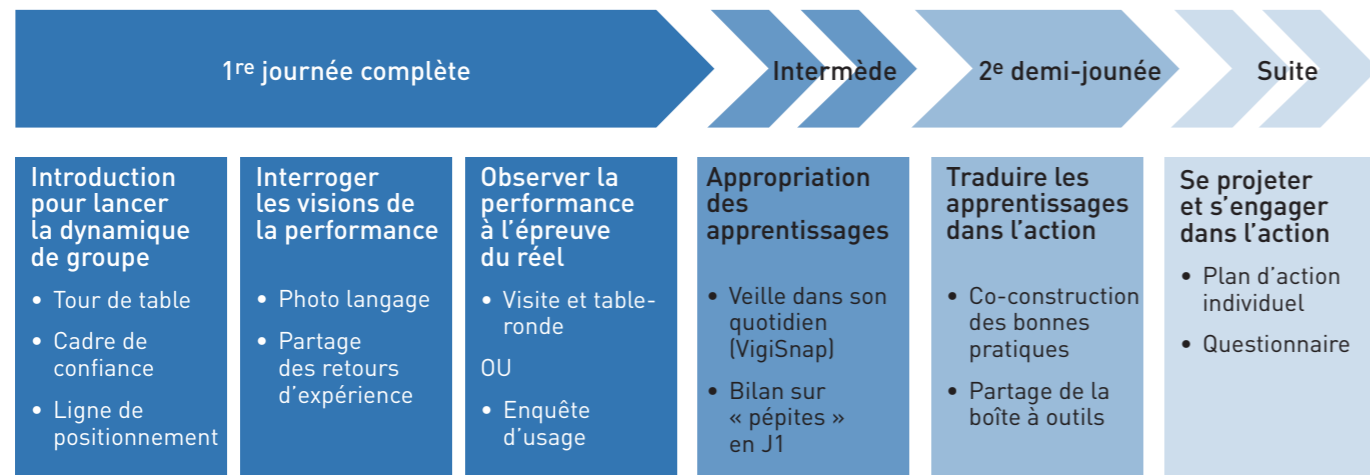 1re journée complète
Intermède
2e demi-jounée
Suite
Introduction
pour lancer
la dynamique
de groupe
• Tour de table
• Cadre de
confiance
• Ligne de
positionnement
Interroger
les visions de
la performance
• Photo langage
• Partage
des retours
d’expérience
Observer la
performance
à l’épreuve
du réel
• Visite et table-
ronde
OU
• Enquête
d’usage
Appropriation
des
apprentissages
• Veille dans son
quotidien
(VigiSnap)
• Bilan sur
« pépites »
en J1
Traduire les
apprentissages
dans l’action
• Co-construction
des bonnes
pratiques
• Partage de la
boîte à outils
Se projeter
et s’engager
dans l’action
• Plan d’action
individuel
• Questionnaire